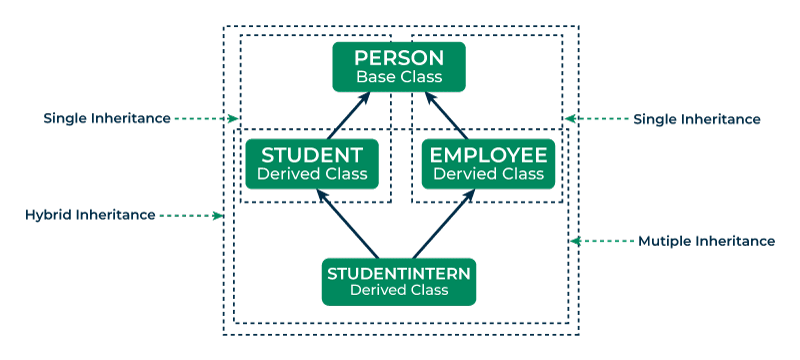 PERSON
Base Class
Single Inheritance
Single Inheritance
STUDENT
Derived Class
EMPLOYEE
Dervied Class
Hybrid Inheritance
Mutiple Inheritance
STUDENTINTERN
Derived Class